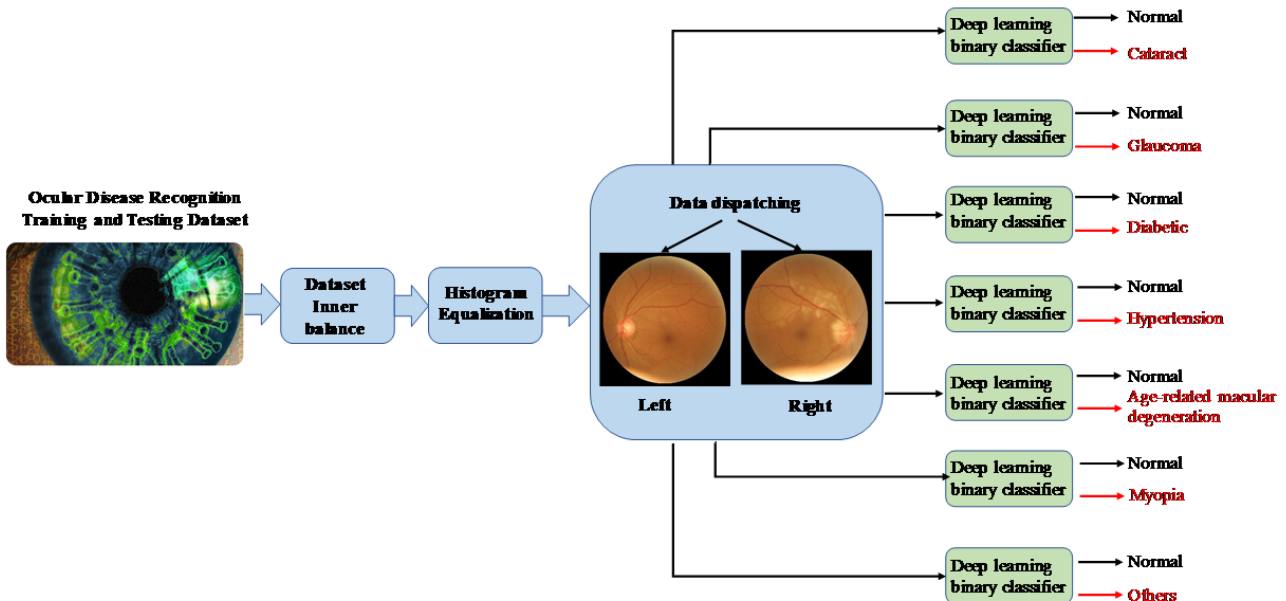 Ocular Disease Recognition
Training and Testing Dataset
Dataset
Inner
balance
Histogram
Equalization
Data dispatching
Left
Right
Deep learning
binary classifier
Normal
Cataract
Deep learning
binary classifier
Normal
Glaucoma
Deep learning
binary classifier
Normal
Diabetic
Deep learning
binary classifier
Normal
Hypertension
Deep learning
binary classifier
Normal
Age-related macular
degeneration
Deep learning
binary classifier
Normal
Myopia
Deep learning
binary classifier
Normal
Others